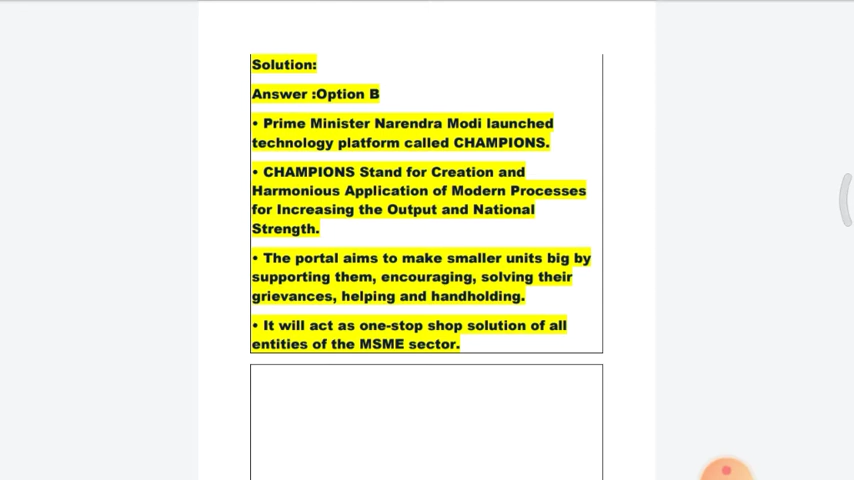 Solution:
Answer :Option B
• Prime Minister Narendra Modi launched
technology platform called CHAMPIONS.
• CHAMPIONS Stand for Creation and
Harmonious Application of Modern Processes
for Increasing the Output and National
Strength.
• The portal aims to make smaller units big by
supporting them, encouraging, solving their
grievances, helping and handholding.
• It will act as one-stop shop solution of all
entities of the MSME sector.